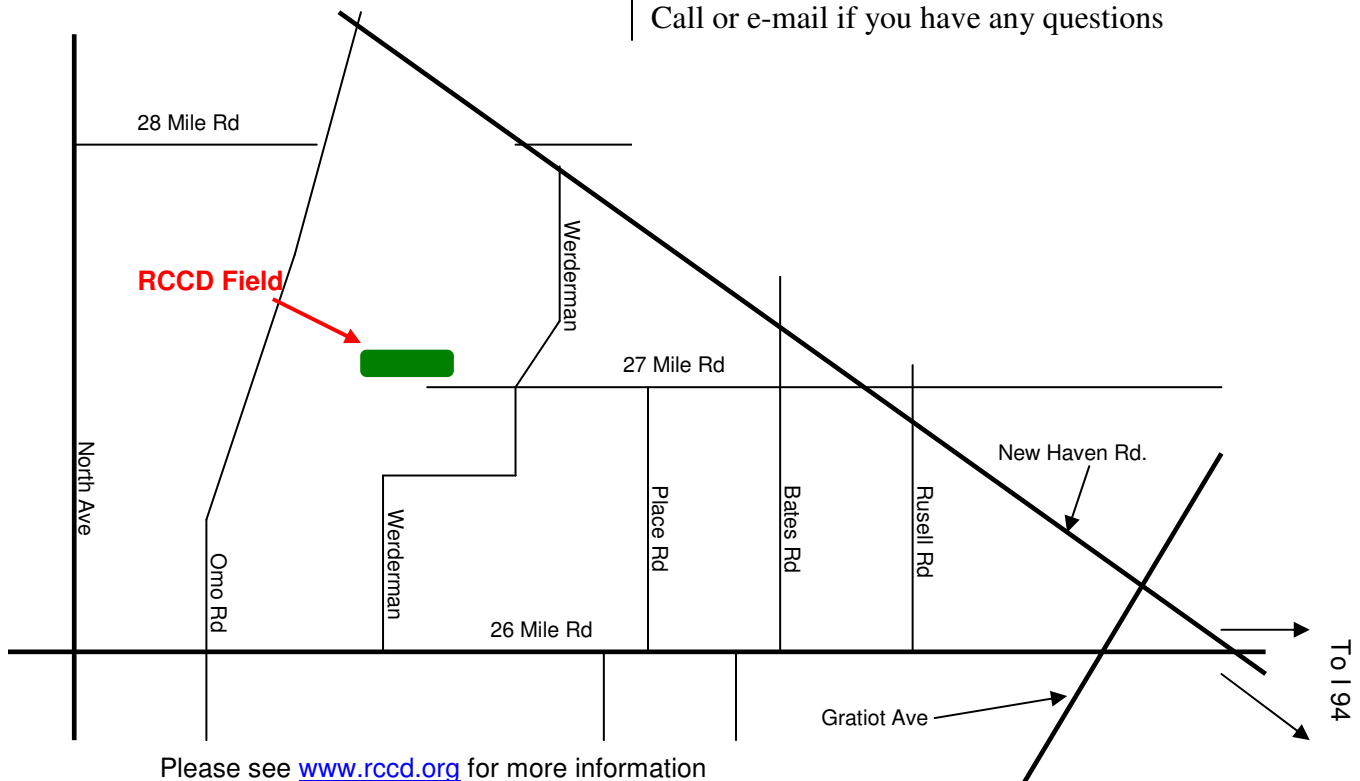 Call or e-mail if you have any questions
28 Mile Rd
Werderman
RCCD Field
27 Mile Rd
North Ave
New Haven Rd.
Place Rd
Bates Rd
Rusell Rd
Werderman
Omo Rd
26 Mile Rd
To I 94
Gratiot Ave
Please see www.rccd.org for more information